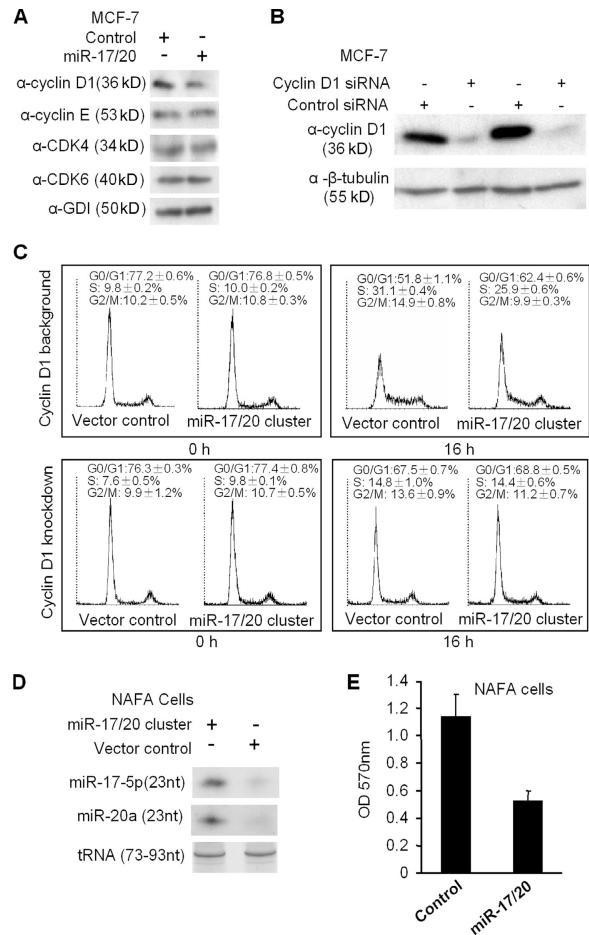 A
MCF-7
Control + -
miR-17/20 - +
α-cyclin D1(36 kD)
α-cyclin E (53 kD)
α-CDK4 (34 kD)
α-CDK6 (40kD)
α-GDI (50kD)
B
MCF-7
Cyclin D1 siRNA - + - +
Control siRNA + - + -
α-cyclin D1
(36 kD)
α -β-tubulin
(55 kD)
C
Cyclin D1 background
G0/G1:77.2±0.6%
S: 9.8±0.2%
G2/M:10.2±0.5%
Vector control
G0/G1:76.8±0.5%
S: 10.0±0.2%
G2/M:10.8±0.3%
miR-17/20 cluster
0 h
G0/G1:51.8±1.1%
S: 31.1±0.4%
G2/M:14.9±0.8%
Vector control
G0/G1:62.4±0.6%
S: 25.9±0.6%
G2/M:9.9±0.3%
miR-17/20 cluster
16 h
Cyclin D1 knockdown
G0/G1:76.3±0.3%
S: 7.6±0.5%
G2/M: 9.9±1.2%
Vector control
G0/G1:77.4±0.8%
S: 9.8±0.1%
G2/M: 10.7±0.5%
miR-17/20 cluster
0 h
G0/G1:67.5±0.7%
S: 14.8±1.0%
G2/M: 13.6±0.9%
Vector control
G0/G1:68.8±0.5%
S: 14.4±0.6%
G2/M: 11.2±0.7%
miR-17/20 cluster
16 h
D
NAFA Cells
miR-17/20 cluster + -
Vector control - +
miR-17-5p(23nt)
miR-20a (23nt)
tRNA (73-93nt)
E
NAFA cells
OD 570nm
1.4
1.2
1.0
0.8
0.6
0.4
0.2
0
Control
miR-17/20